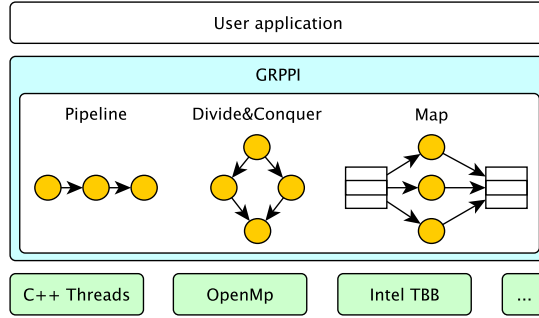 User application
GRPPI
Pipeline Divide&Conquer Map
C++ Threads OpenMp Intel TBB ...